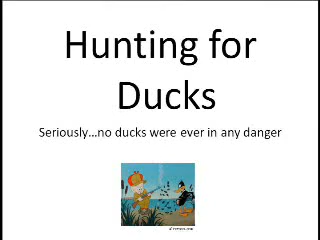 Hunting for
Ducks
Seriously...no ducks were ever in any danger